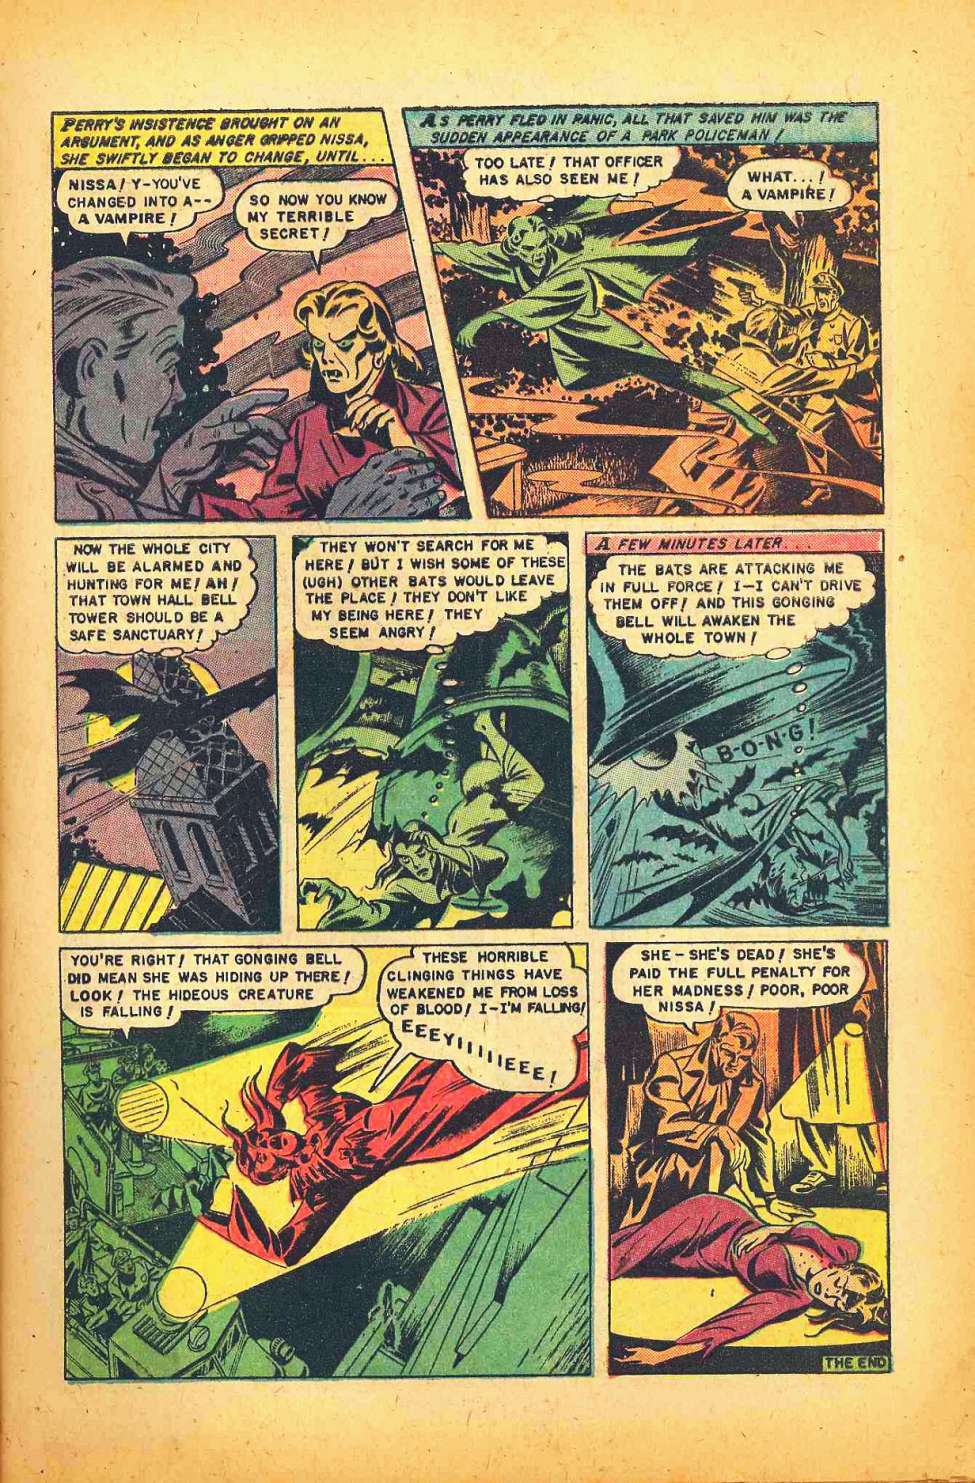 PERRY'S INSISTENCE BROUGHT ON AN
ARGUMENT, AND AS ANGER GRIPPED NISSA,
SHE SWIFTLY BEGAN TO CHANGE, UNTIL...
NISSA! Y-YOU'VE
CHANGED INTO A--
A VAMPIRE!
SO NOW YOU KNOW
MY TERRIBLE
SECRET!
AS PERRY FLED IN PANIC, ALL THAT SAVED HIM WAS THE
SUDDEN APPEARANCE OF A PARK POLICEMAN!
TOO LATE! THAT OFFICER
HAS ALSO SEEN ME!
WHAT...!
A VAMPIRE!
NOW THE WHOLE CITY
WILL BE ALARMED AND
HUNTING FOR ME! AH!
THAT TOWN HALL BELL
TOWER SHOULD BE A
SAFE SANCTUARY!
THEY WON'T SEARCH FOR ME
HERE! BUT I WISH SOME OF THESE
(UGH) OTHER BATS WOULD LEAVE
THE PLACE! THEY DON'T LIKE
MY BEING HERE! THEY
SEEM ANGRY!
A FEW MINUTES LATER...
THE BATS ARE ATTACKING ME
IN FULL FORCE! I-I CAN'T DRIVE
THEM OFF! AND THIS GONGING
BELL WILL AWAKEN THE
WHOLE TOWN!
B-O-N-G!
YOU'RE RIGHT! THAT GONGING BELL
DID MEAN SHE WAS HIDING UP THERE!
LOOK! THE HIDEOUS CREATURE
IS FALLING!
THESE HORRIBLE
CLINGING THINGS HAVE
WEAKENED ME FROM LOSS
OF BLOOD! I-I'M FALLING!
EEEYIIIIIEEE!
SHE-SHE'S DEAD! SHE'S
PAID THE FULL PENALTY FOR
HER MADNESS! POOR, POOR
NISSA!
THE END